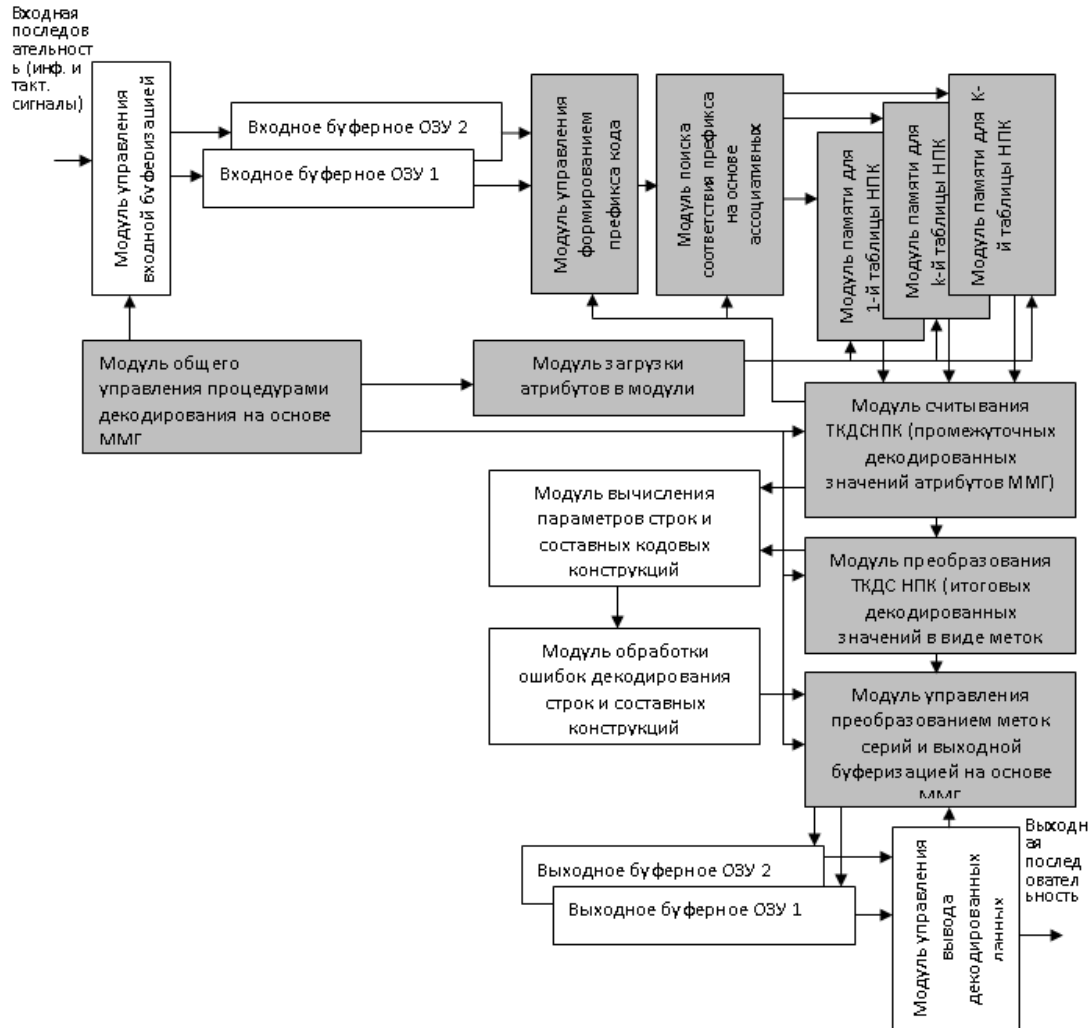 Входная
последов
ательност
ь (инф. и
такт.
сигналы)
Модуль управления
входной буферизацией
Входное буферное ОЗУ 2
Входное буферное ОЗУ 1
Модуль управления
формированием
префикса кода
Модуль поиска
соответствия префикса
на основе
ассоциативных
Модуль памяти для
1-й таблицы НПК
Модуль памяти для
k-й таблицы НПК
Модуль памяти для K-
й таблицы НПК
Модуль общего
управления процедурами
декодирования на основе
ММГ
Модуль загрузки
атрибутов в модули
Модуль считывания
ТКДСНПК (промежуточных
декодированных
значений атрибутов ММГ)
Модуль вычисления
параметров строк и
составных кодовых
конструкций
Модуль преобразования
ТКДС НПК (итоговых
декодированных
значений в виде меток
Модуль обработки
ошибок декодирования
строк и составных
конструкций
Модуль управления
преобразованием меток
серий и выходной
буферизацией на основе
ММГ
Выходное буферное ОЗУ 2
Выходное буферное ОЗУ 1
Модуль управления
вывода
декодированных
данных
Выходн
ая
послед
овател
ьность